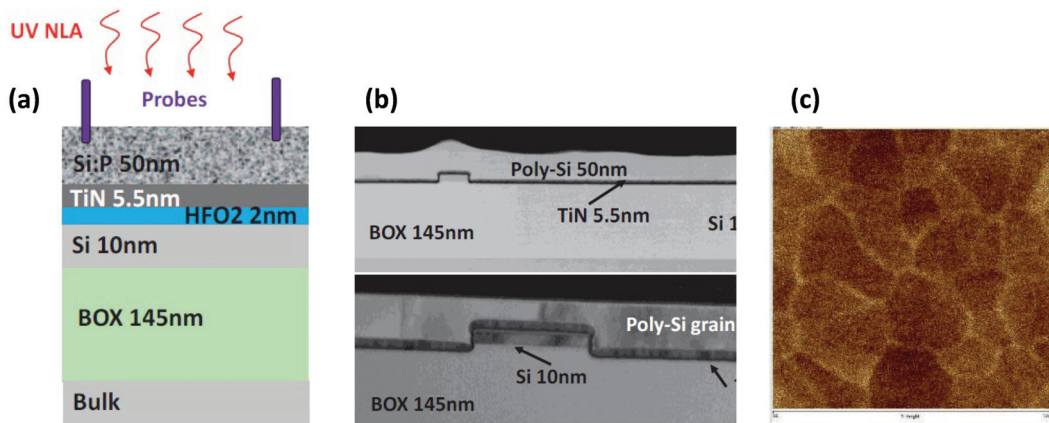 UV NLA
(a)
Probes
Si:P 50nm
TiN 5.5nm
HFO2 2nm
Si 10nm
BOX 145nm
Bulk
(b)
Poly-Si 50nm
TiN 5.5nm
BOX 145nm
Si 1
Poly-Si grain
Si 10nm
BOX 145nm
(c)